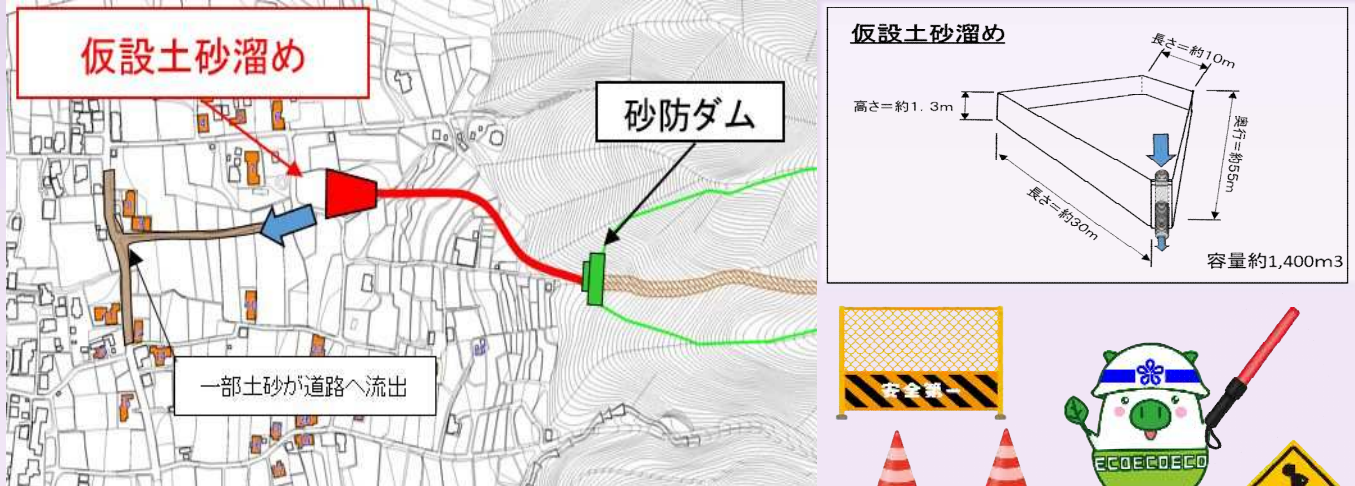 仮設土砂溜め
砂防ダム
一部土砂が道路へ流出
仮設土砂溜め
長さ=約10m
高さ=約1.3m
奥行=約55m
長さ=約30m
容量約1,400m3
安全第一
ECOECOECO